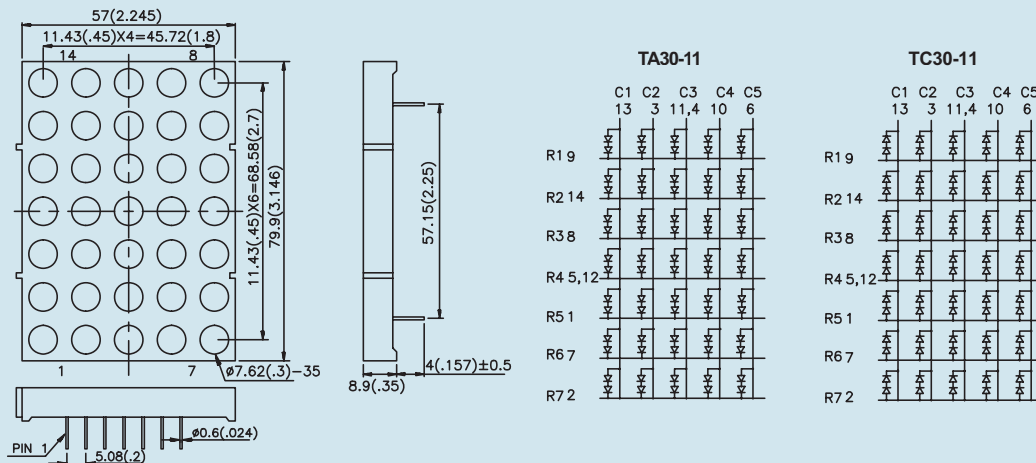 57(2.245)
11.43(.45)X4=45.72(1.8)
14 8
11.43(.45)X6=68.58(2.7)
79.9(3.146)
1 7
ø7.62(.3)-35
57.15(2.25)
4(.157)±0.5
8.9(.35)
PIN 1
ø0.6(.024)
5.08(.2)
TA30-11
C1 C2 C3 C4 C5
13 3 11,4 10 6
R1 9
R2 14
R3 8
R4 5,12
R5 1
R6 7
R7 2
TC30-11
C1 C2 C3 C4 C5
13 3 11,4 10 6
R1 9
R2 14
R3 8
R4 5,12
R5 1
R6 7
R7 2